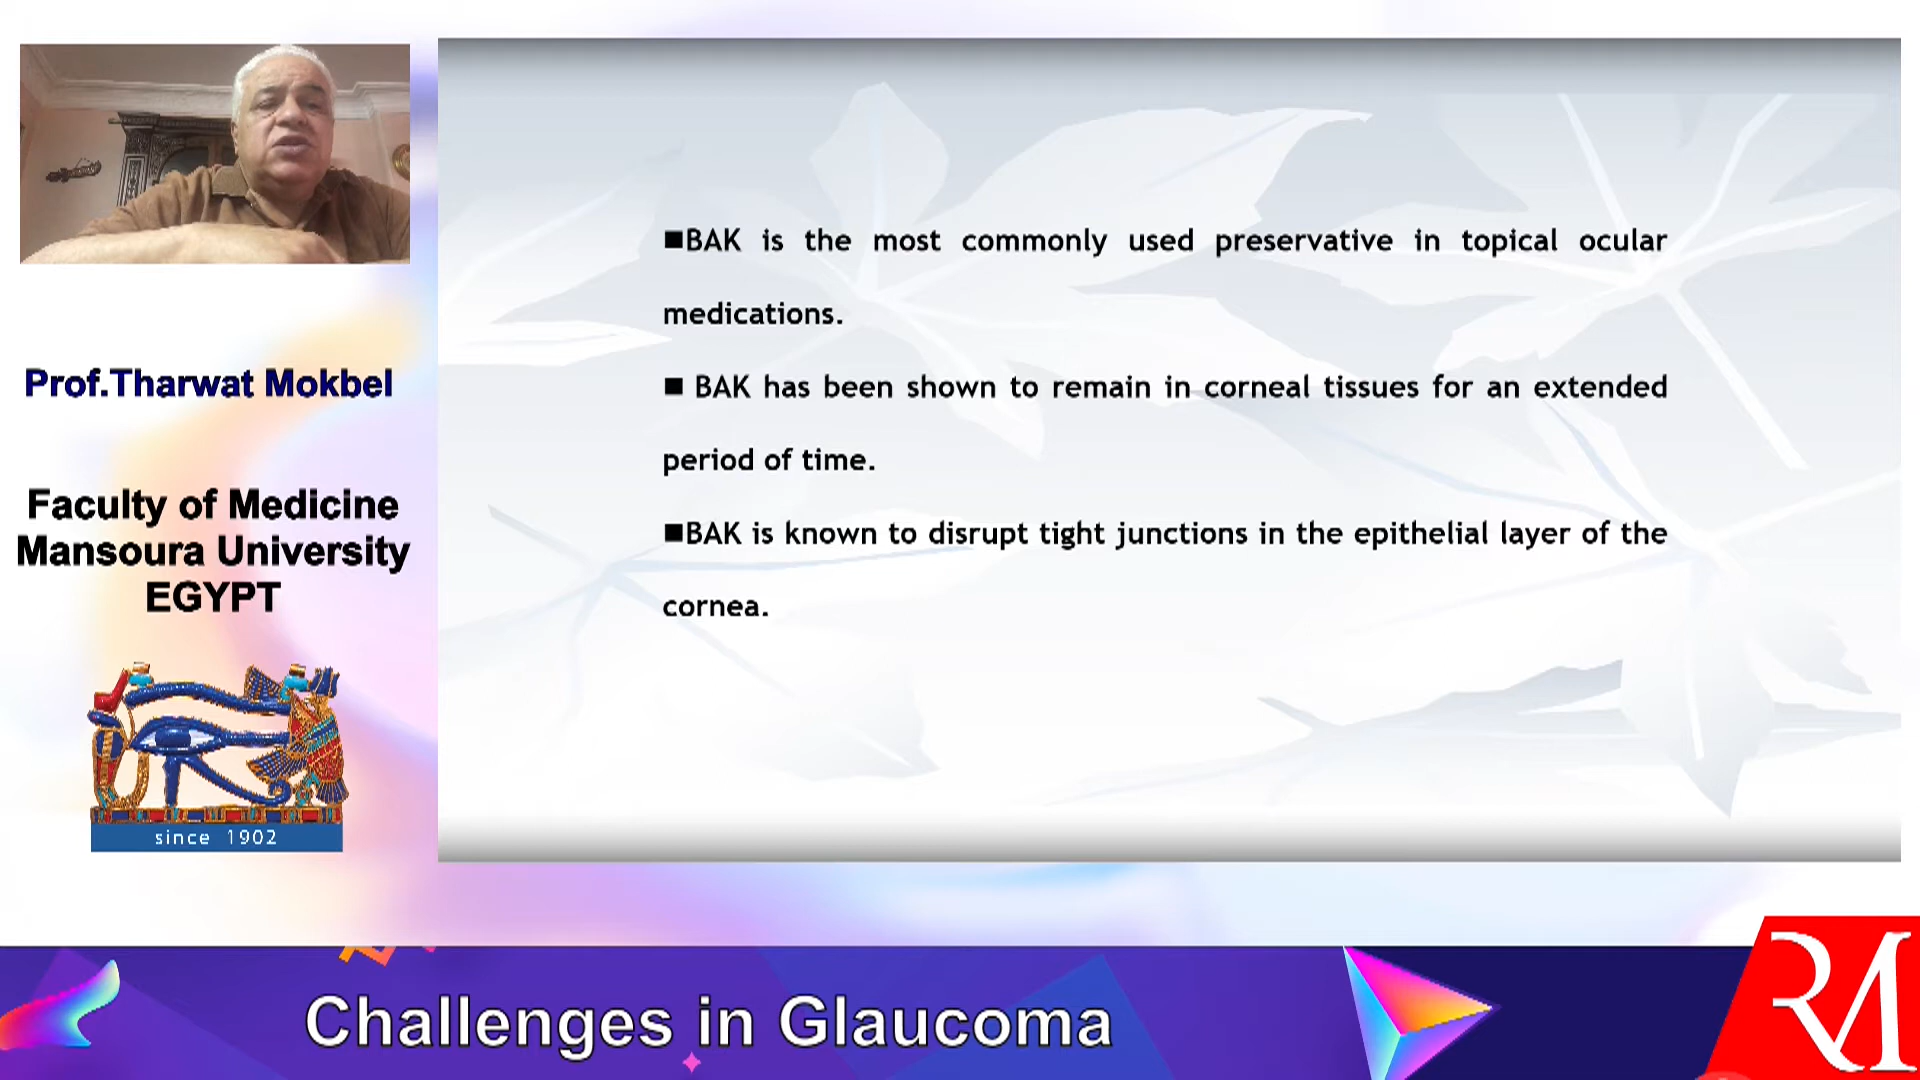 Prof.Tharwat Mokbel
Faculty of Medicine
Mansoura University
EGYPT
since 1902
■BAK is the most commonly used preservative in topical ocular
medications.
■ BAK has been shown to remain in corneal tissues for an extended
period of time.
■BAK is known to disrupt tight junctions in the epithelial layer of the
cornea.
Challenges in Glaucoma
RM